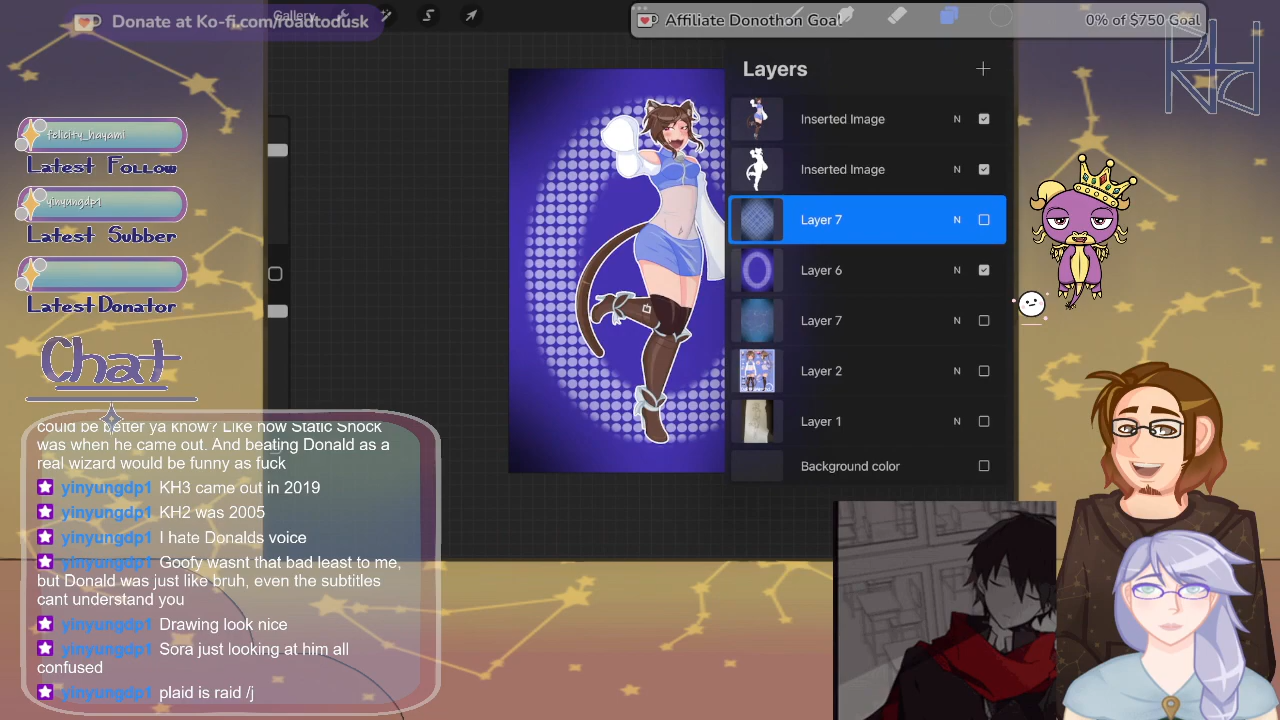 Donate at Ko-fi.com/roadtodusk
Gallery
Affiliate Donothon Goal
0% of $750 Goal
Layers
Inserted Image N
Inserted Image N
Layer 7 N
Layer 6 N
Layer 7 N
Layer 2 N
Layer 1 N
Background color
felicity_hayami
Latest Follow
yinyungdp1
Latest Subber
Latest Donator
Chat
could be better ya know? Like how Static Shock
was when he came out. And beating Donald as a
real wizard would be funny as fuck
yinyungdp1 KH3 came out in 2019
yinyungdp1 KH2 was 2005
yinyungdp1 I hate Donalds voice
yinyungdp1 Goofy wasnt that bad least to me,
but Donald was just like bruh, even the subtitles
cant understand you
yinyungdp1 Drawing look nice
yinyungdp1 Sora just looking at him all
confused
yinyungdp1 plaid is raid /j